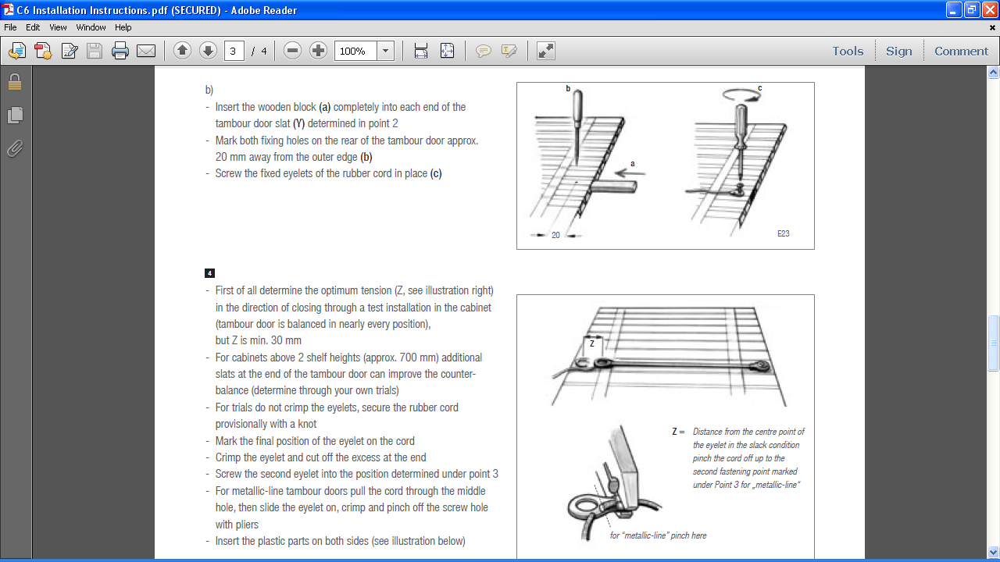 C6 Installation Instructions.pdf (SECURED) - Adobe Reader
File Edit View Window Help
3 / 4 100% Tools Sign Comment
b)
- Insert the wooden block (a) completely into each end of the
tambour door slat (Y) determined in point 2
- Mark both fixing holes on the rear of the tambour door approx.
20 mm away from the outer edge (b)
- Screw the fixed eyelets of the rubber cord in place (c)
b
c
a
20
E23
4
- First of all determine the optimum tension (Z, see illustration right)
in the direction of closing through a test installation in the cabinet
(tambour door is balanced in nearly every position),
but Z is min. 30 mm
- For cabinets above 2 shelf heights (approx. 700 mm) additional
slats at the end of the tambour door can improve the counter-
balance (determine through your own trials)
- For trials do not crimp the eyelets, secure the rubber cord
provisionally with a knot
- Mark the final position of the eyelet on the cord
- Crimp the eyelet and cut off the excess at the end
- Screw the second eyelet into the position determined under point 3
- For metallic-line tambour doors pull the cord through the middle
hole, then slide the eyelet on, crimp and pinch off the screw hole
with pliers
- Insert the plastic parts on both sides (see illustration below)
Z
Z = Distance from the centre point of
the eyelet in the slack condition
pinch the cord off up to the
second fastening point marked
under Point 3 for „metallic-line“
for “metallic-line” pinch here